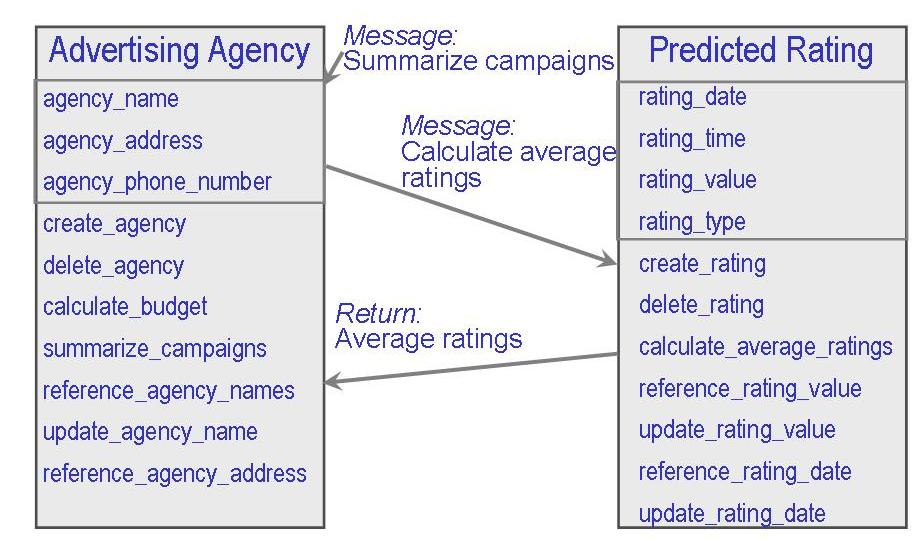 Advertising Agency
agency_name
agency_address
agency_phone_number
create_agency
delete_agency
calculate_budget
summarize_campaigns
reference_agency_names
update_agency_name
reference_agency_address
Message:
Summarize campaigns
Message:
Calculate average
ratings
Return:
Average ratings
Predicted Rating
rating_date
rating_time
rating_value
rating_type
create_rating
delete_rating
calculate_average_ratings
reference_rating_value
update_rating_value
reference_rating_date
update_rating_date